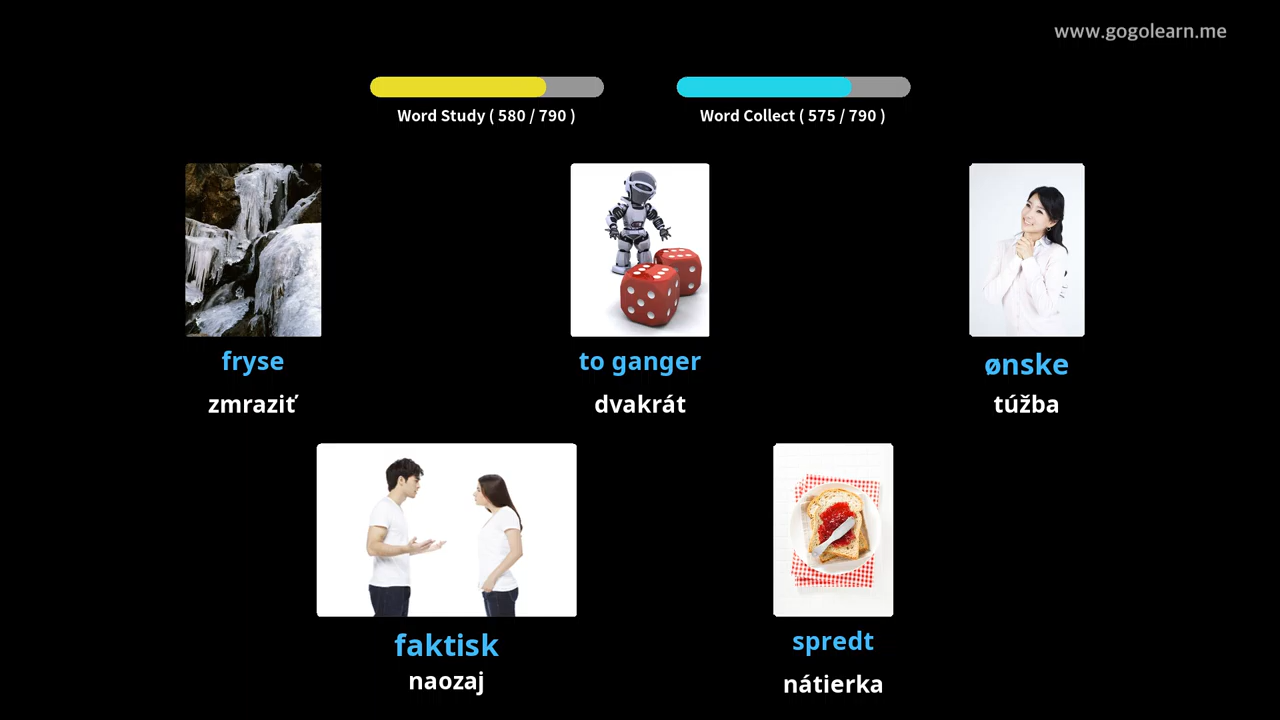 www.gogolearn.me
Word Study ( 580 / 790 )
Word Collect ( 575 / 790 )
fryse
to ganger
ønske
zmraziť
dvakrát
túžba
faktisk
spredt
naozaj
nátierka